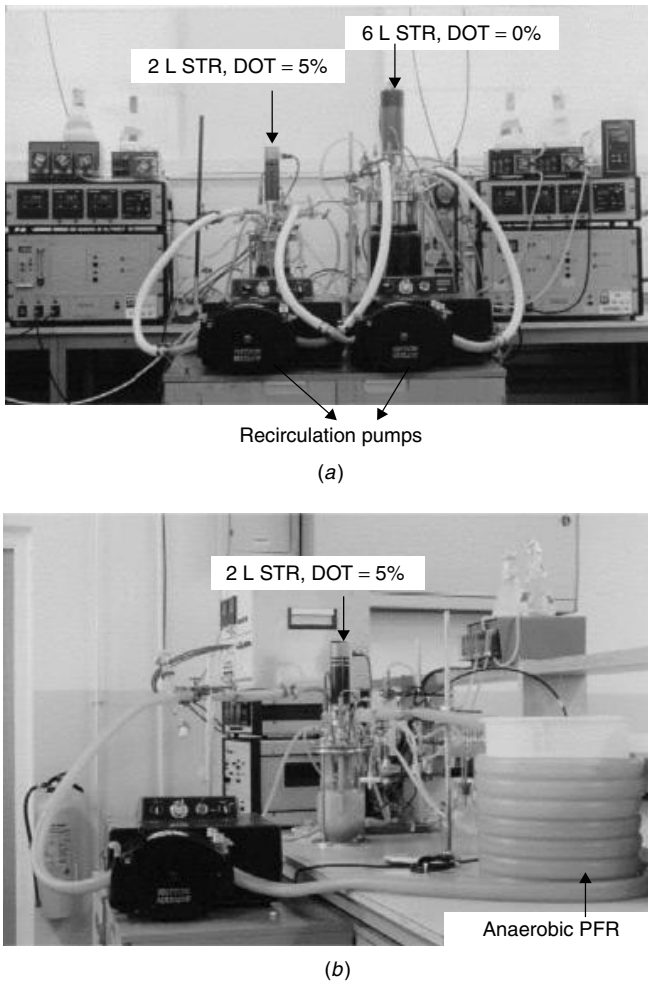 6 L STR, DOT = 0%
2 L STR, DOT = 5%
Recirculation pumps
(a)
2 L STR, DOT = 5%
Anaerobic PFR
(b)